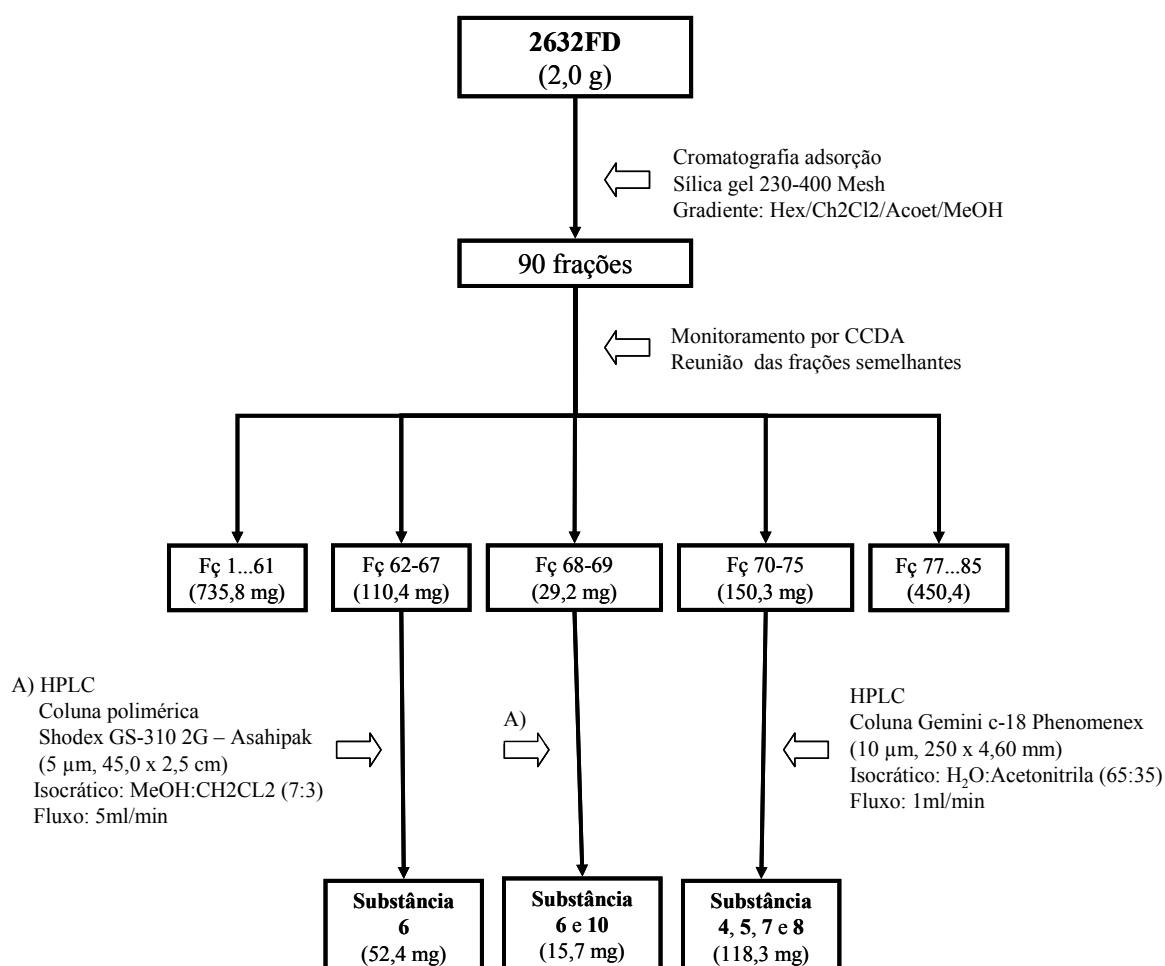 2632FD
(2,0 g)
Cromatografia adsorção
Sílica gel 230-400 Mesh
Gradiente: Hex/Ch2Cl2/Acoet/MeOH
90 frações
Monitoramento por CCDA
Reunião das frações semelhantes
Fç 1...61
(735,8 mg)
Fç 62-67
(110,4 mg)
Fç 68-69
(29,2 mg)
Fç 70-75
(150,3 mg)
Fç 77...85
(450,4)
A) HPLC
Coluna polimérica
Shodex GS-310 2G – Asahipak
(5 µm, 45,0 x 2,5 cm)
Isocrático: MeOH:CH2CL2 (7:3)
Fluxo: 5ml/min
A)
HPLC
Coluna Gemini c-18 Phenomenex
(10 µm, 250 x 4,60 mm)
Isocrático: H₂O:Acetonitrila (65:35)
Fluxo: 1ml/min
Substância
6
(52,4 mg)
Substância
6 e 10
(15,7 mg)
Substância
4, 5, 7 e 8
(118,3 mg)